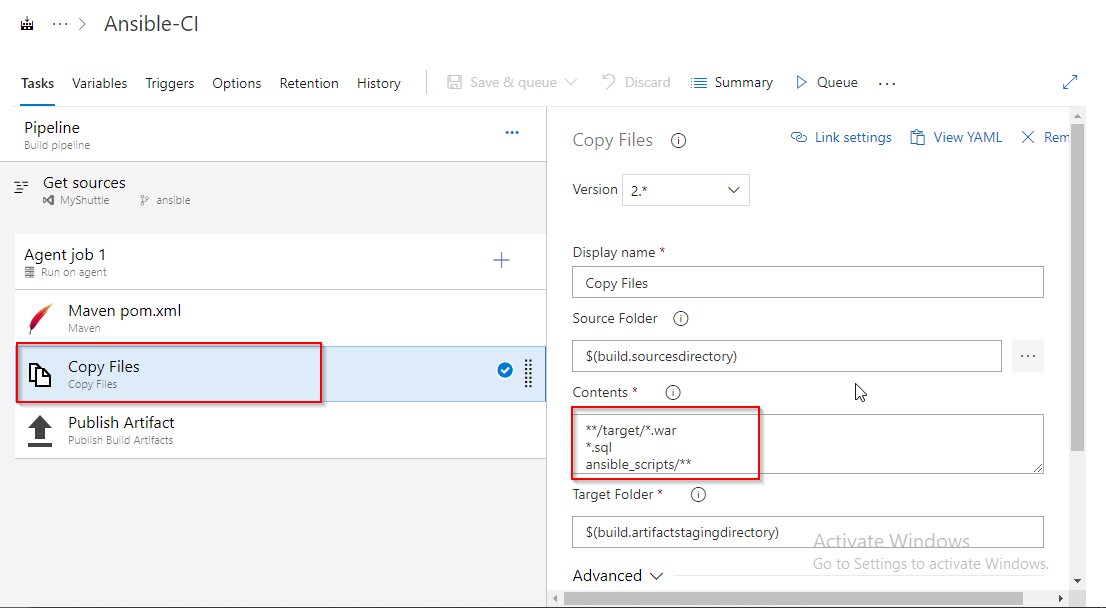 ··· > Ansible-CI
Tasks Variables Triggers Options Retention History Save & queue Discard Summary Queue ···
Pipeline
Build pipeline
Get sources
MyShuttle ansible
Agent job 1
Run on agent
Maven pom.xml
Maven
Copy Files
Copy Files
Publish Artifact
Publish Build Artifacts
Copy Files Link settings View YAML Rem
Version 2.*
Display name *
Copy Files
Source Folder
$(build.sourcesdirectory)
Contents *
**/target/*.war
*.sql
ansible_scripts/**
Target Folder *
$(build.artifactstagingdirectory)
Advanced
Activate Windows
Go to Settings to activate Windows.